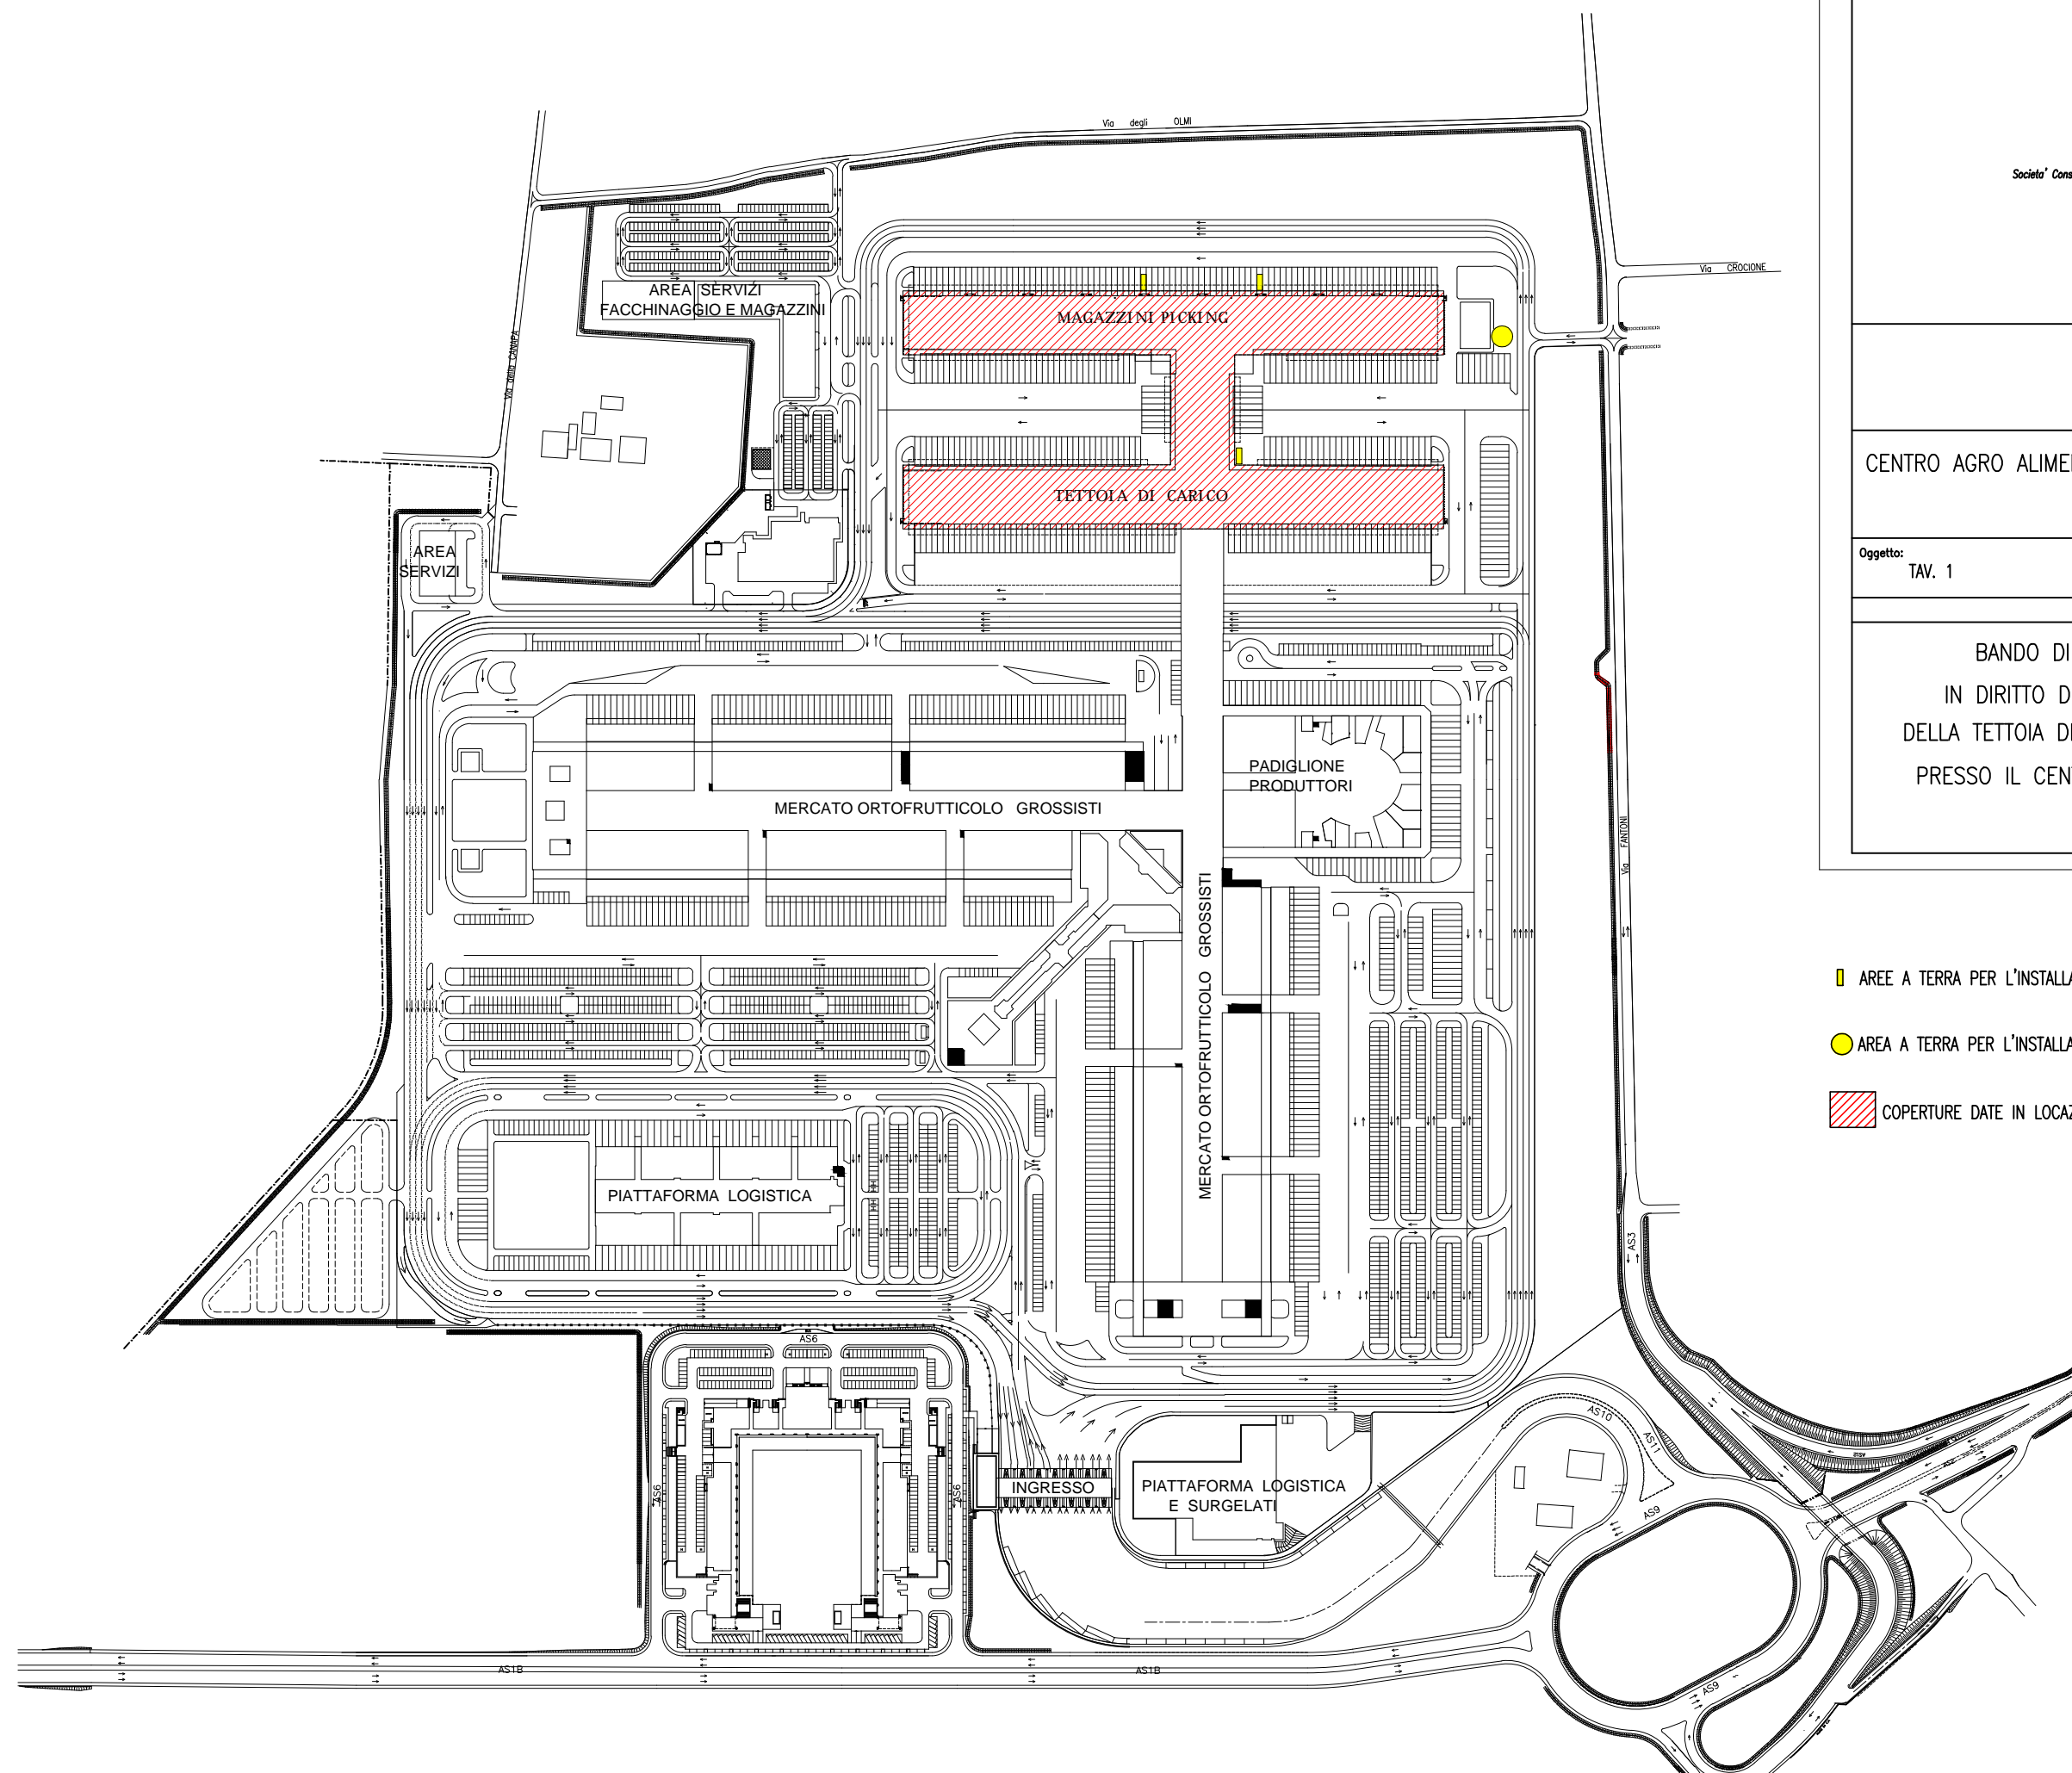 Via degli OLMI
Societa' Cons
Via CROCIONE
AREA SERVIZI
FACCHINAGGIO E MAGAZZINI
MAGAZZINI PICKING
Via della CANAPA
CENTRO AGRO ALIME
TETTOIA DI CARICO
AREA
SERVIZI
Oggetto:
TAV. 1
BANDO DI
IN DIRITTO D
DELLA TETTOIA D
PRESSO IL CEN
PADIGLIONE
PRODUTTORI
MERCATO ORTOFRUTTICOLO GROSSISTI
Via FANTONI
MERCATO ORTOFRUTTICOLO GROSSISTI
AREE A TERRA PER L'INSTALLA
AREA A TERRA PER L'INSTALLA
COPERTURE DATE IN LOCAZ
PIATTAFORMA LOGISTICA
AS3
AS6
AS10
AS11
AS6
AS6
INGRESSO
PIATTAFORMA LOGISTICA
E SURGELATI
AS9
AS1B
AS1B
AS9